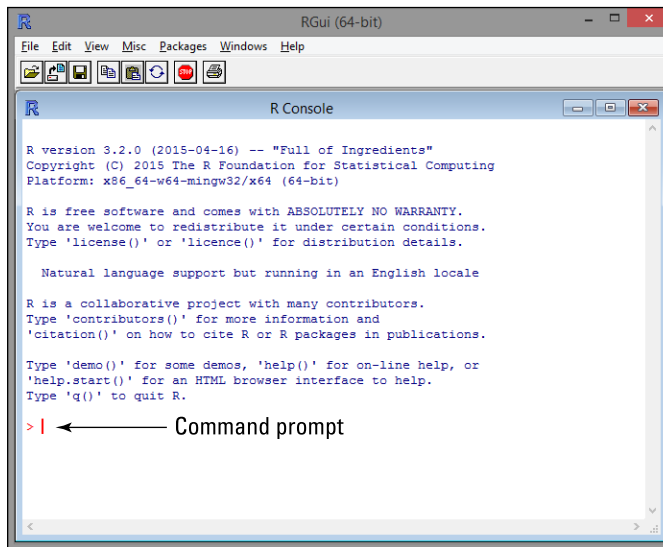 RGui (64-bit)
File Edit View Misc Packages Windows Help
STOP
R Console
R version 3.2.0 (2015-04-16) -- "Full of Ingredients"
Copyright (C) 2015 The R Foundation for Statistical Computing
Platform: x86_64-w64-mingw32/x64 (64-bit)
R is free software and comes with ABSOLUTELY NO WARRANTY.
You are welcome to redistribute it under certain conditions.
Type 'license()' or 'licence()' for distribution details.
Natural language support but running in an English locale
R is a collaborative project with many contributors.
Type 'contributors()' for more information and
'citation()' on how to cite R or R packages in publications.
Type 'demo()' for some demos, 'help()' for on-line help, or
'help.start()' for an HTML browser interface to help.
Type 'q()' to quit R.
> Command prompt